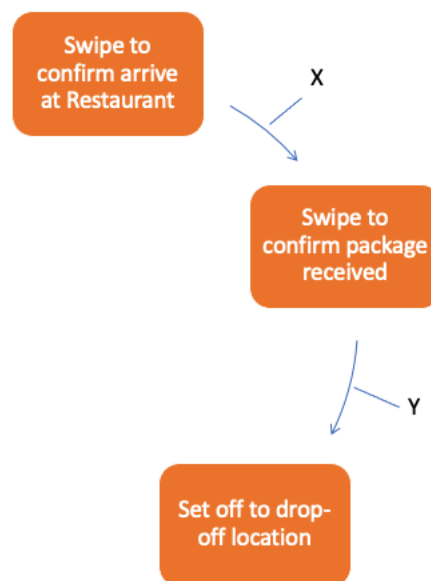 Swipe to
confirm arrive
at Restaurant
X
Swipe to
confirm package
received
Y
Set off to drop-
off location